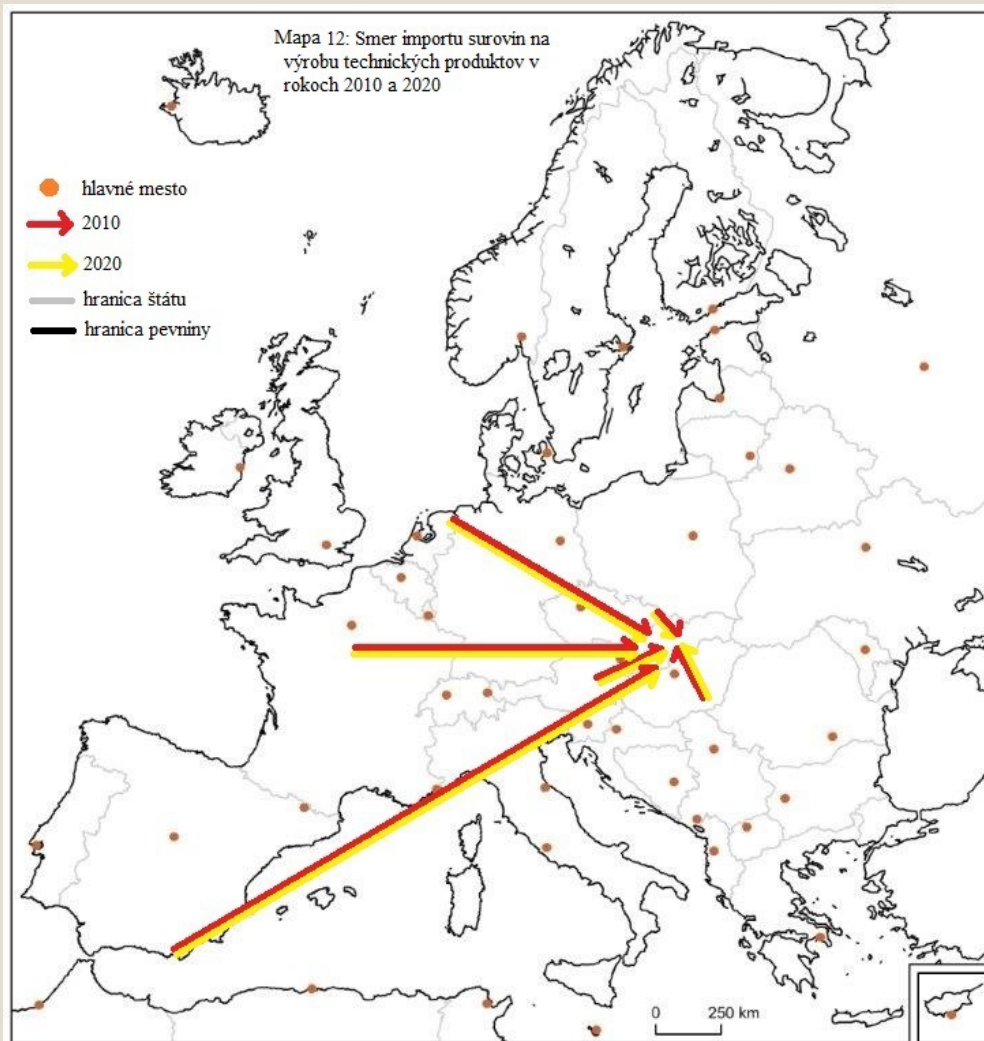 Mapa 12: Smer importu surovin na
výrobu technických produktov v
rokoch 2010 a 2020
hlavné mesto
2010
2020
hranica štátu
hranica pevniny
0 250 km